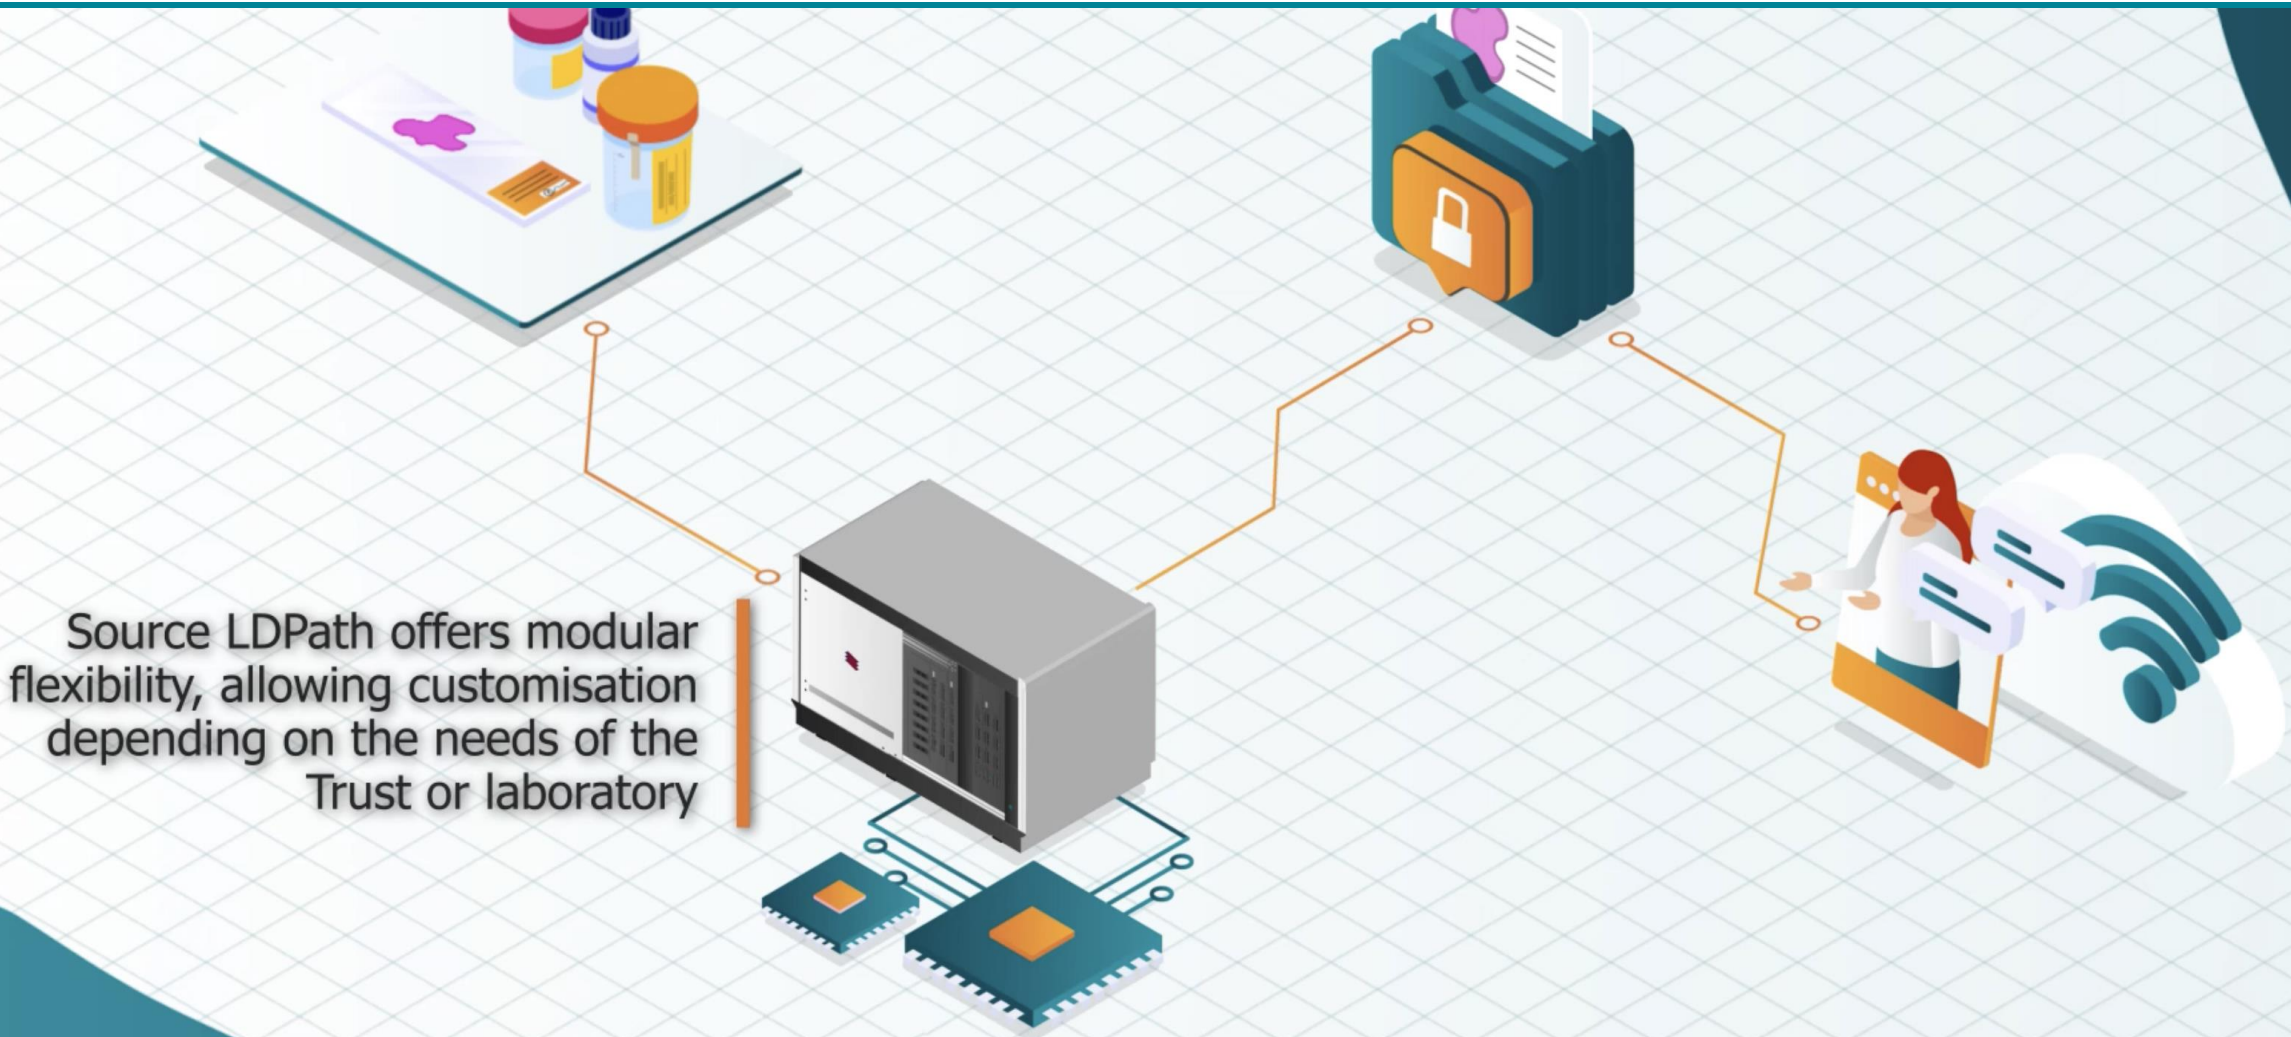 Source LDPath offers modular
flexibility, allowing customisation
depending on the needs of the
Trust or laboratory